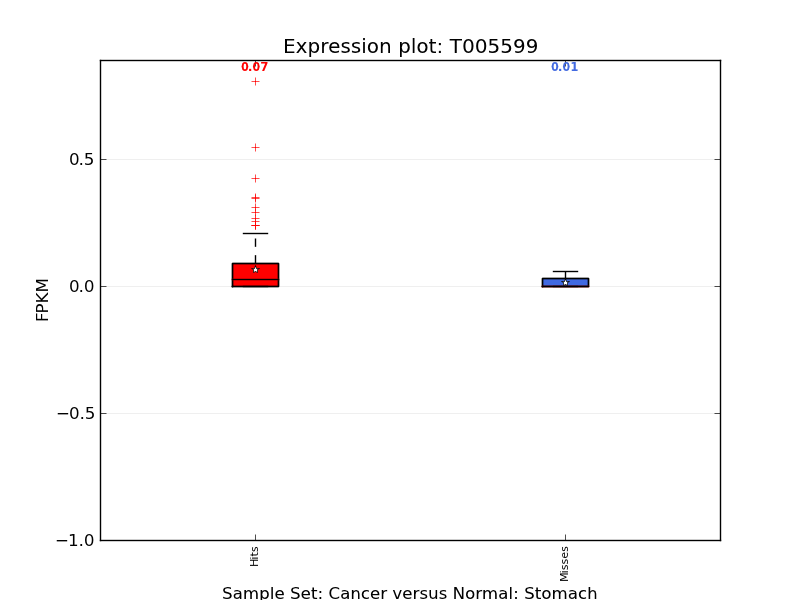 Expression plot: T005599
0.07
0.01
0.5
0.0
−0.5
−1.0
FPKM
Hits
Misses
Sample Set: Cancer versus Normal: Stomach